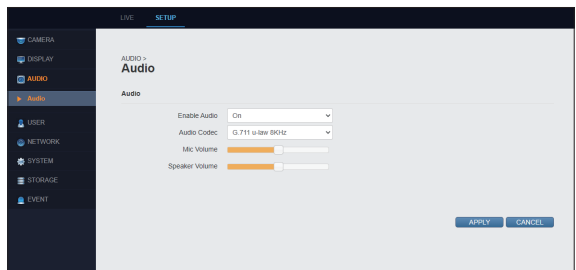 LIVE SETUP
CAMERA
DISPLAY
AUDIO
Audio
USER
NETWORK
SYSTEM
STORAGE
EVENT
AUDIO >
Audio
Audio
Enable Audio On
Audio Codec G.711 u-law 8KHz
Mic Volume
Speaker Volume
APPLY CANCEL